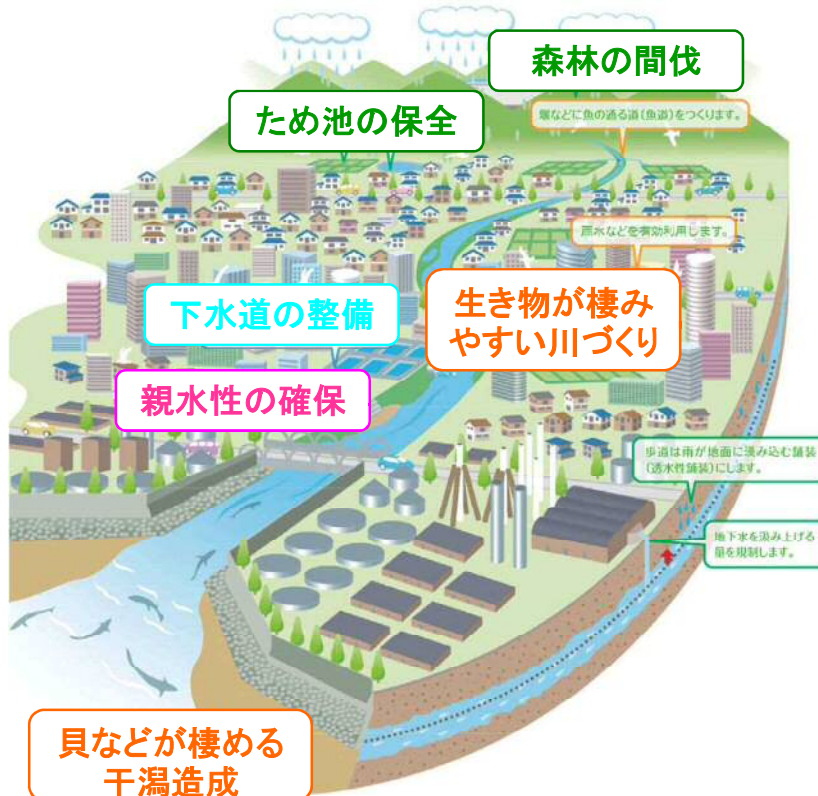 森林の間伐
ため池の保全
堰などに魚の通る道(魚道)をつくります。
雨水などを有効利用します。
下水道の整備
生き物が棲み
やすい川づくり
親水性の確保
歩道は雨が地面に浸み込む舗装
(透水性舗装)にします。
地下水を汲み上げる
量を規制します。
貝などが棲める
干潟造成